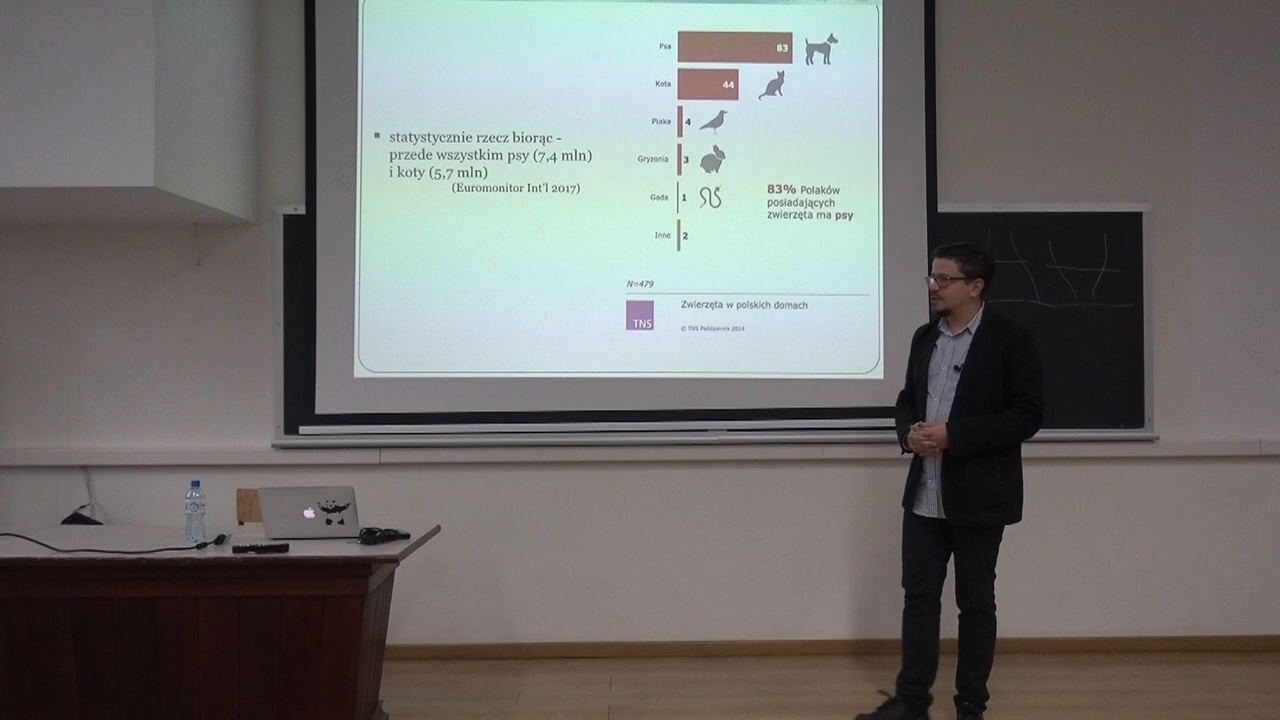 statystycznie rzecz biorąc -
przede wszystkim psy (7,4 mln)
i koty (5,7 mln)
(Euromonitor Int'l 2017)
Psa 83
Kota 44
Ptaka 4
Gryzonia 3
Gada 1
Inne 2
83% Polaków
posiadających
zwierzęta ma psy
N=479
TNS
Zwierzęta w polskich domach
© TNS Październik 2014